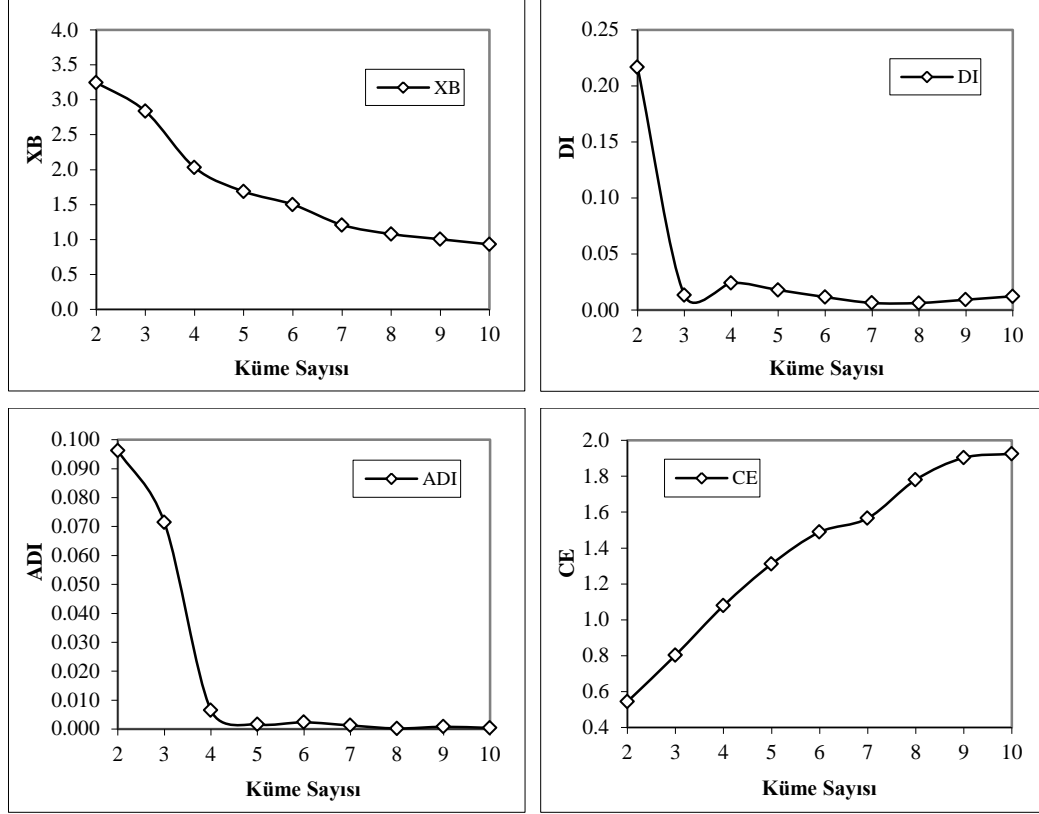 4.0
3.5
3.0
2.5
2.0
1.5
1.0
0.5
0.0
XB
XB
2 3 4 5 6 7 8 9 10
Küme Sayısı
0.25
0.20
0.15
0.10
0.05
0.00
DI
DI
2 3 4 5 6 7 8 9 10
Küme Sayısı
0.100
0.090
0.080
0.070
0.060
0.050
0.040
0.030
0.020
0.010
0.000
ADI
ADI
2 3 4 5 6 7 8 9 10
Küme Sayısı
2.0
1.8
1.6
1.4
1.2
1.0
0.8
0.6
0.4
CE
CE
2 3 4 5 6 7 8 9 10
Küme Sayısı